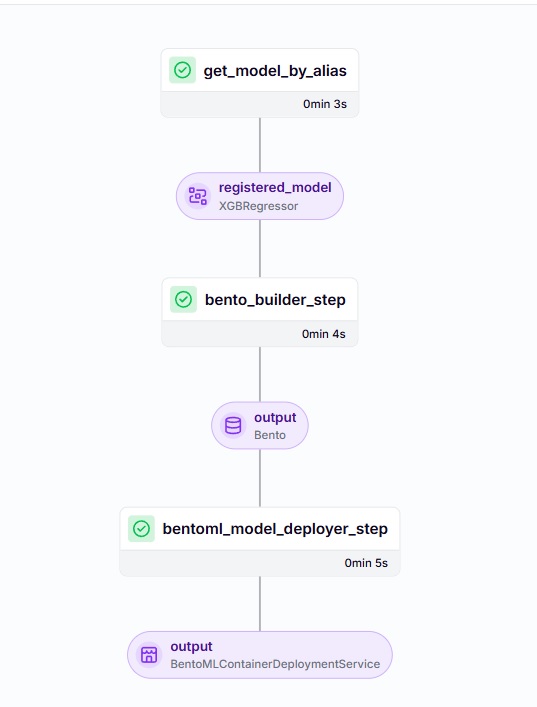 get_model_by_alias
0min 3s
registered_model
XGBRegressor
bento_builder_step
0min 4s
output
Bento
bentoml_model_deployer_step
0min 5s
output
BentoMLContainerDeploymentService